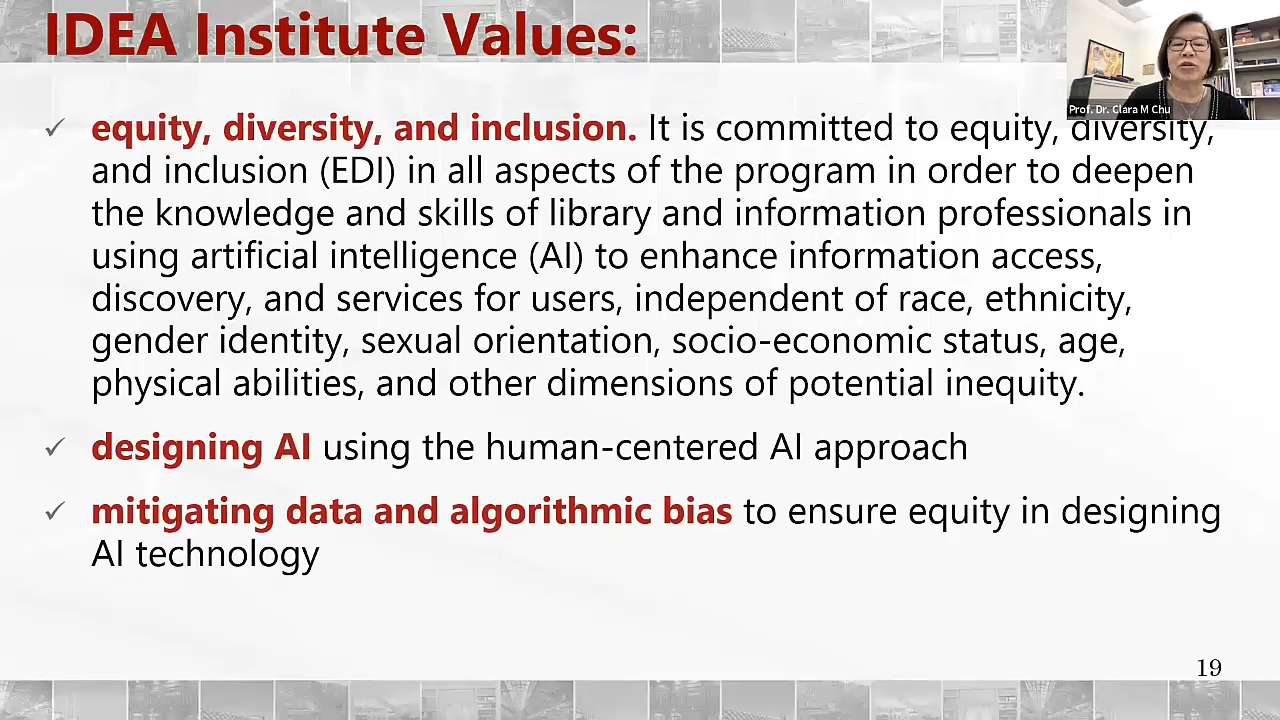 IDEA Institute Values:
Prof. Dr. Clara M Chu
✓ equity, diversity, and inclusion. It is committed to equity, diversity,
and inclusion (EDI) in all aspects of the program in order to deepen
the knowledge and skills of library and information professionals in
using artificial intelligence (AI) to enhance information access,
discovery, and services for users, independent of race, ethnicity,
gender identity, sexual orientation, socio-economic status, age,
physical abilities, and other dimensions of potential inequity.
✓ designing AI using the human-centered AI approach
✓ mitigating data and algorithmic bias to ensure equity in designing
AI technology
19